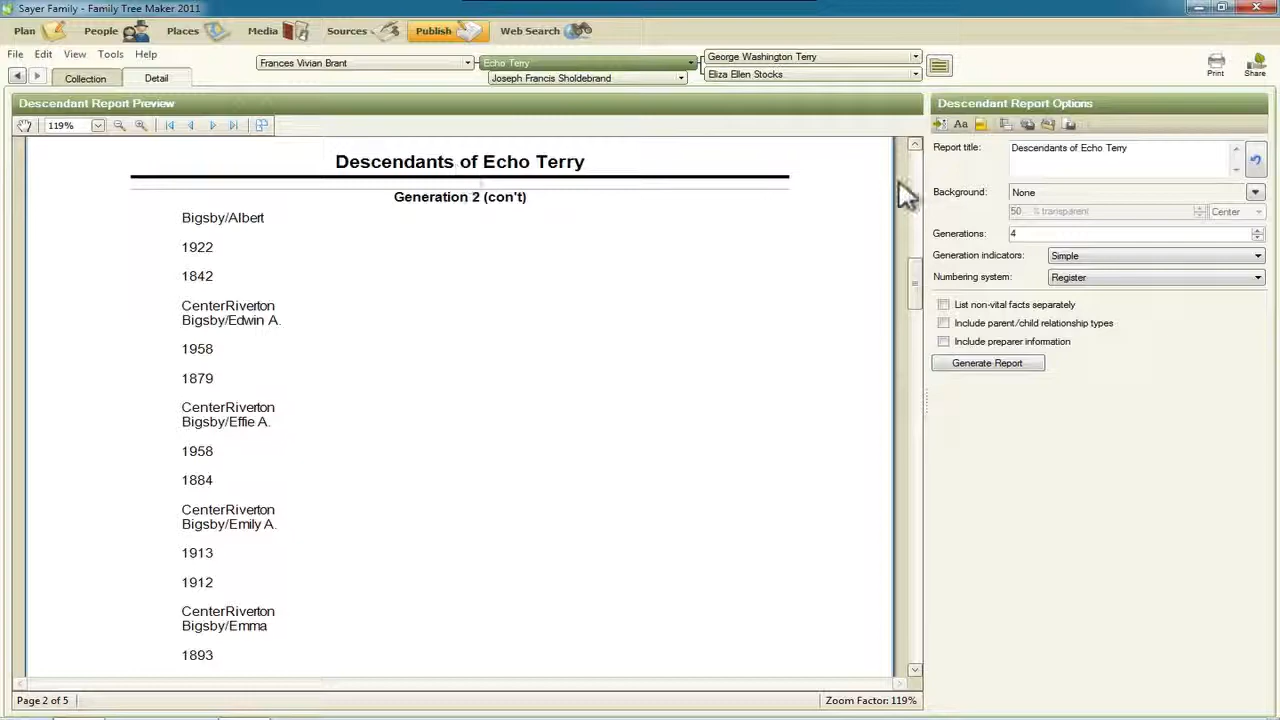 Sayer Family - Family Tree Maker 2011
Plan People Places Media Sources Publish Web Search
File Edit View Tools Help
Frances Vivian Brant
Echo Terry
Joseph Francis Sholdebrand
George Washington Terry
Eliza Ellen Stocks
Print Share
Collection Detail
Descendant Report Preview
119%
Descendants of Echo Terry
Generation 2 (con't)
Bigsby/Albert
1922
1842
CenterRiverton
Bigsby/Edwin A.
1958
1879
CenterRiverton
Bigsby/Effie A.
1958
1884
CenterRiverton
Bigsby/Emily A.
1913
1912
CenterRiverton
Bigsby/Emma
1893
Descendant Report Options
Aa
Report title: Descendants of Echo Terry
Background: None
50 % transparent Center
Generations: 4
Generation indicators: Simple
Numbering system: Register
List non-vital facts separately
Include parent/child relationship types
Include preparer information
Generate Report
Page 2 of 5 Zoom Factor: 119%